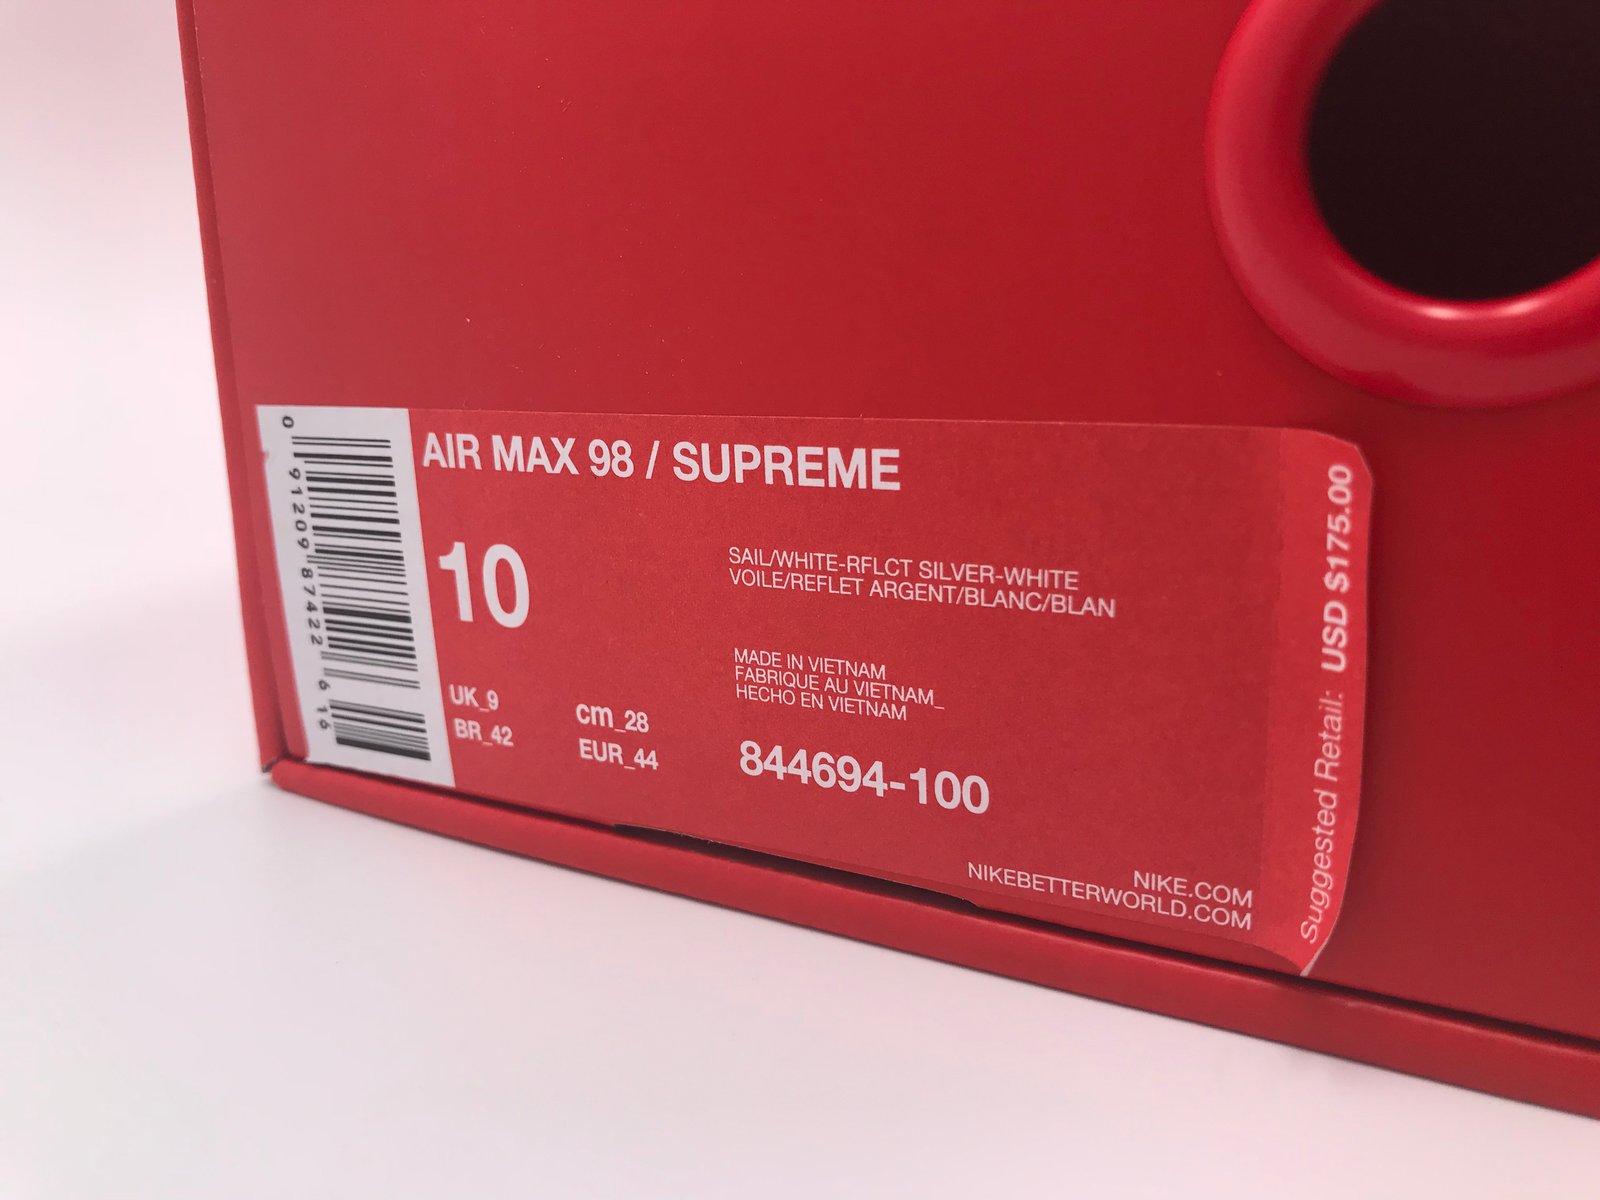 AIR MAX 98 / SUPREME
10
SAIL/WHITE-RFLCT SILVER-WHITE
VOILE/REFLET ARGENT/BLANC/BLAN
MADE IN VIETNAM
FABRIQUE AU VIETNAM_
HECHO EN VIETNAM
UK_9
cm_28
BR_42
EUR_44
844694-100
NIKE.COM
NIKEBETTERWORLD.COM
Suggested Retail: USD $175.00
0 91209 87422 6 16